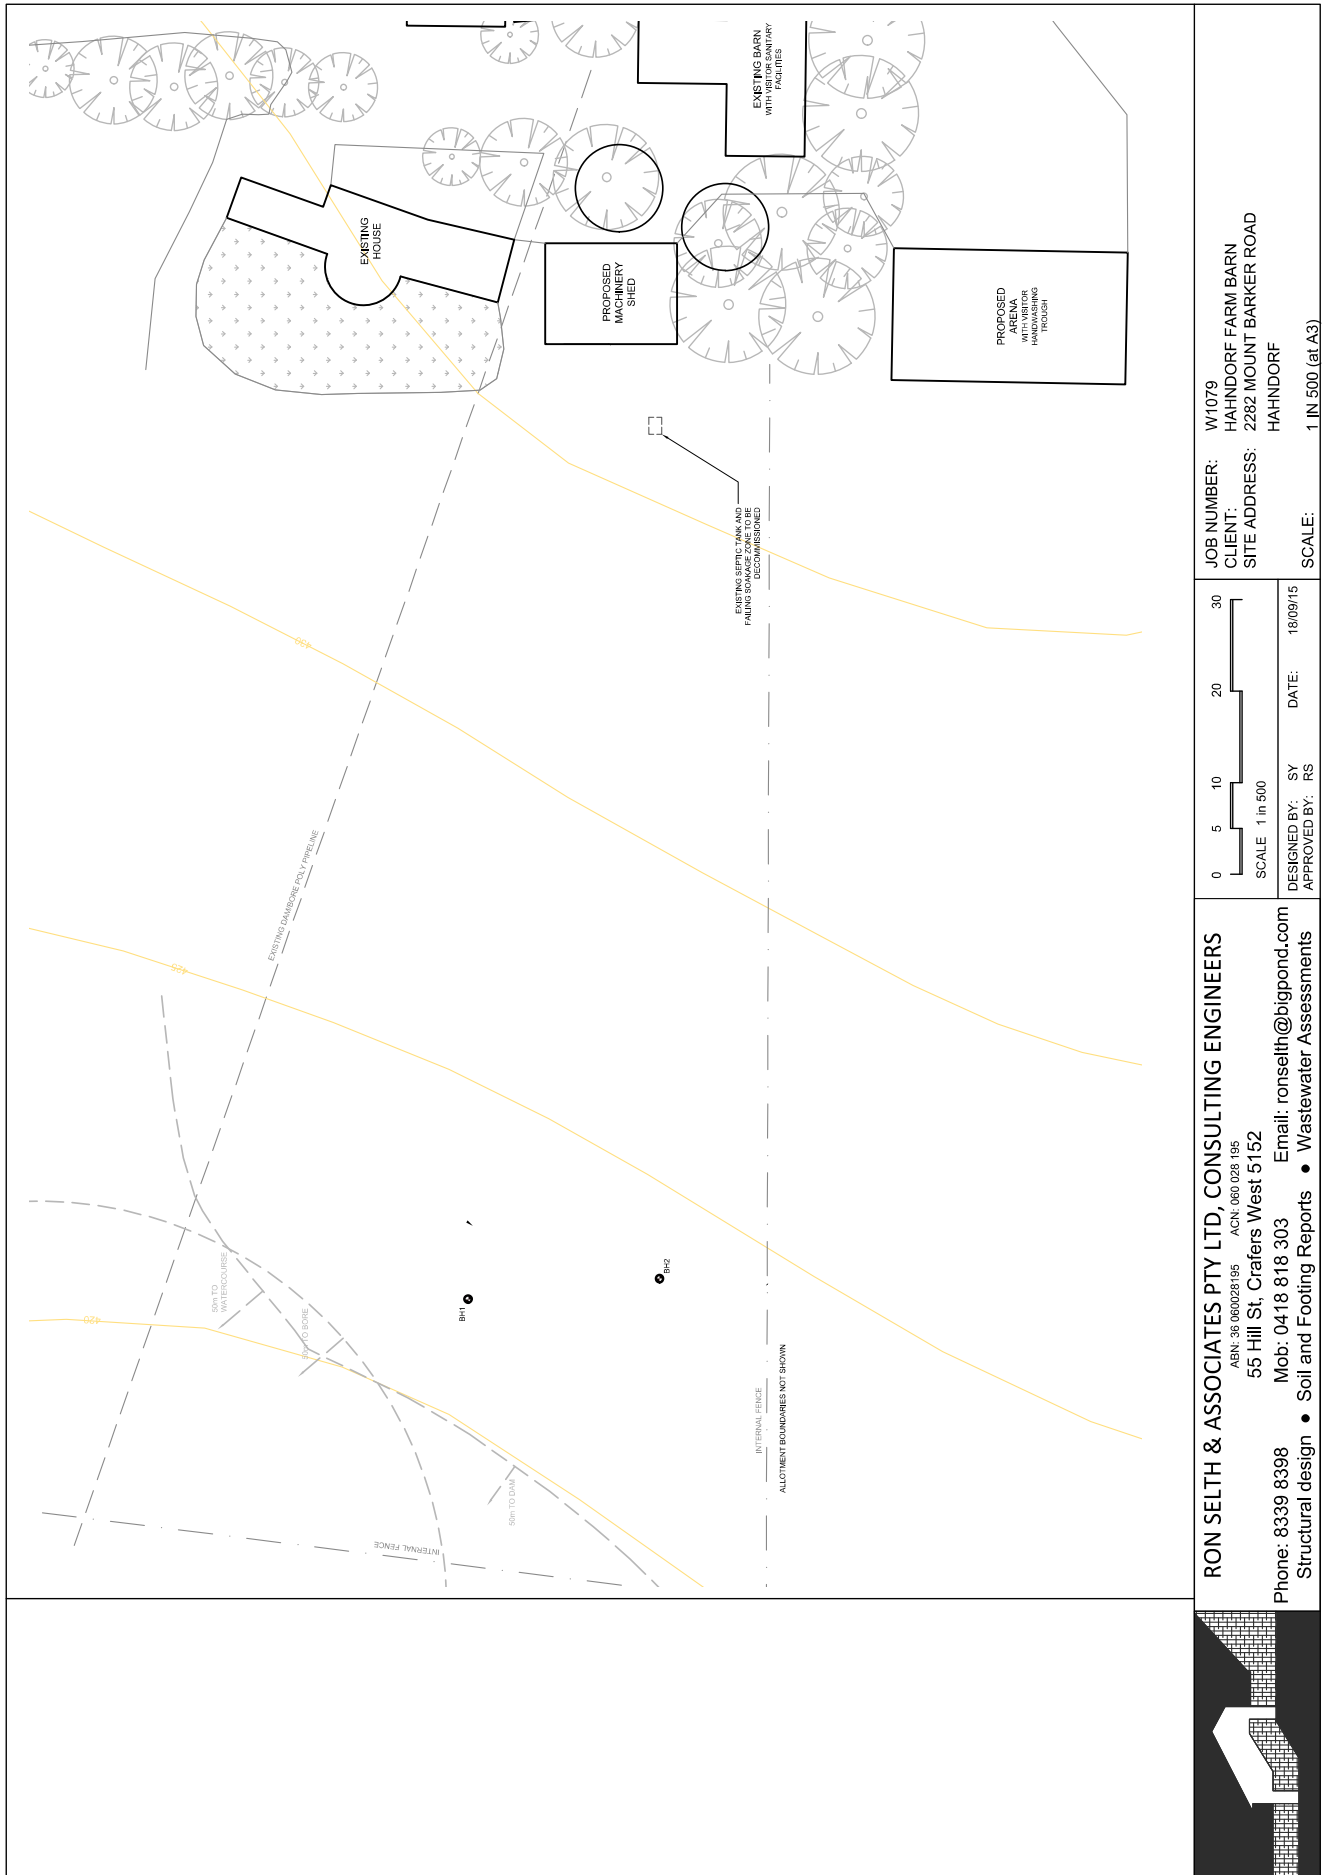 EXISTING BARN
WITH VISITOR SANITARY
FACILITIES
EXISTING
HOUSE
PROPOSED
MACHINERY
SHED
PROPOSED
ARENA
WITH VISITOR
HANDWASHING
TROUGH
EXISTING SEPTIC TANK AND
FAILING SOAKAGE ZONE TO BE
DECOMMISSIONED
430
EXISTING DAM/BORE POLY PIPELINE
425
50m TO
WATERCOURSE
50m TO BORE
420
50m TO DAM
BH1
BH2
INTERNAL FENCE
INTERNAL FENCE
ALLOTMENT BOUNDARIES NOT SHOWN
RON SELTH & ASSOCIATES PTY LTD, CONSULTING ENGINEERS
ABN: 36 060028195 ACN: 060 028 195
55 Hill St, Crafers West 5152
Phone: 8339 8398 Mob: 0418 818 303 Email: ronselth@bigpond.com
Structural design ● Soil and Footing Reports ● Wastewater Assessments
0 5 10 20 30
SCALE 1 in 500
DESIGNED BY: SY DATE: 18/09/15
APPROVED BY: RS
JOB NUMBER: W1079
CLIENT: HAHNDORF FARM BARN
SITE ADDRESS: 2282 MOUNT BARKER ROAD
HAHNDORF
SCALE: 1 IN 500 (at A3)